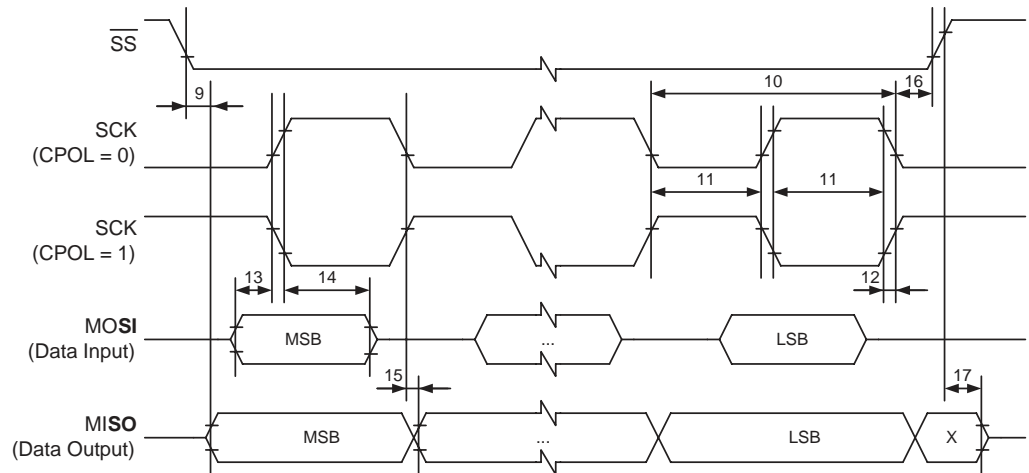 SS
10
9
16
SCK
(CPOL = 0)
11
11
SCK
(CPOL = 1)
13
14
12
MOSI
(Data Input)
MSB
...
LSB
15
17
MISO
(Data Output)
MSB
...
LSB
X